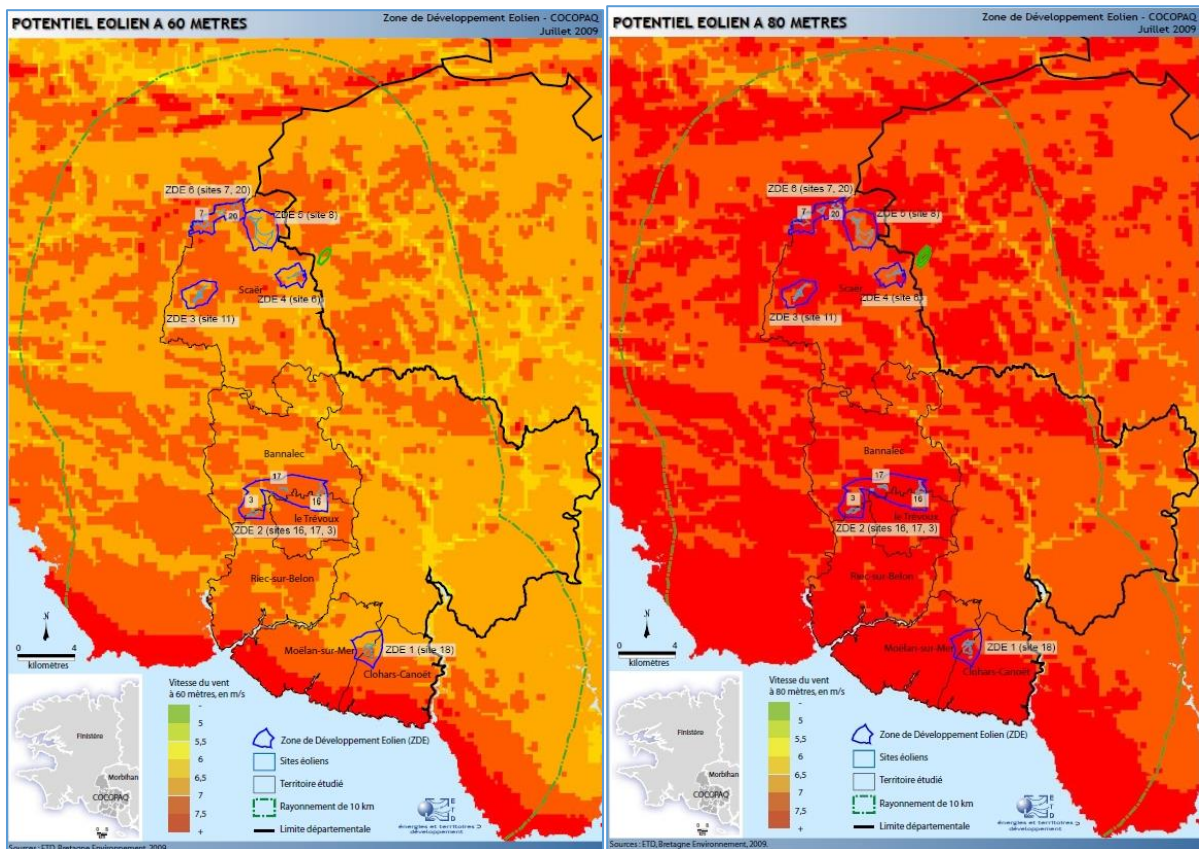 POTENTIEL EOLIEN A 60 METRES
Zone de Développement Eolien - COCOPAQ
Juillet 2009
ZDE 6 (sites 7, 20)
7
20
ZDE 5 (site 8)
Scaër
ZDE 4 (site 6)
ZDE 3 (site 11)
Bannalec
17
3
16
le Trévoux
ZDE 2 (sites 16, 17, 3)
Riec-sur-Belon
N
0 4
kilomètres
Moëlan-sur-Mer
ZDE 1 (site 18)
Clohars-Carnoët
Vitesse du vent
à 60 mètres, en m/s
-
5
5,5
6
6,5
7
7,5
+
Zone de Développement Eolien (ZDE)
Sites éoliens
Territoire étudié
Rayonnement de 10 km
Limite départementale
Finistère
Morbihan
COCOPAQ
E T D
énergies et territoires
développement
Sources : ETD, Bretagne Environnement, 2009.
POTENTIEL EOLIEN A 80 METRES
Zone de Développement Eolien - COCOPAQ
Juillet 2009
ZDE 6 (sites 7, 20)
7
20
ZDE 5 (site 8)
Scaër
ZDE 4 (site 6)
ZDE 3 (site 11)
Bannalec
17
3
16
le Trévoux
ZDE 2 (sites 16, 17, 3)
Riec-sur-Belon
N
0 4
kilomètres
Moëlan-sur-Mer
ZDE 1 (site 18)
Clohars-Carnoët
Vitesse du vent
à 80 mètres, en m/s
-
5
5,5
6
6,5
7
7,5
+
Zone de Développement Eolien (ZDE)
Sites éoliens
Territoire étudié
Rayonnement de 10 km
Limite départementale
Finistère
Morbihan
COCOPAQ
E T D
énergies et territoires
développement
Sources : ETD, Bretagne Environnement, 2009.